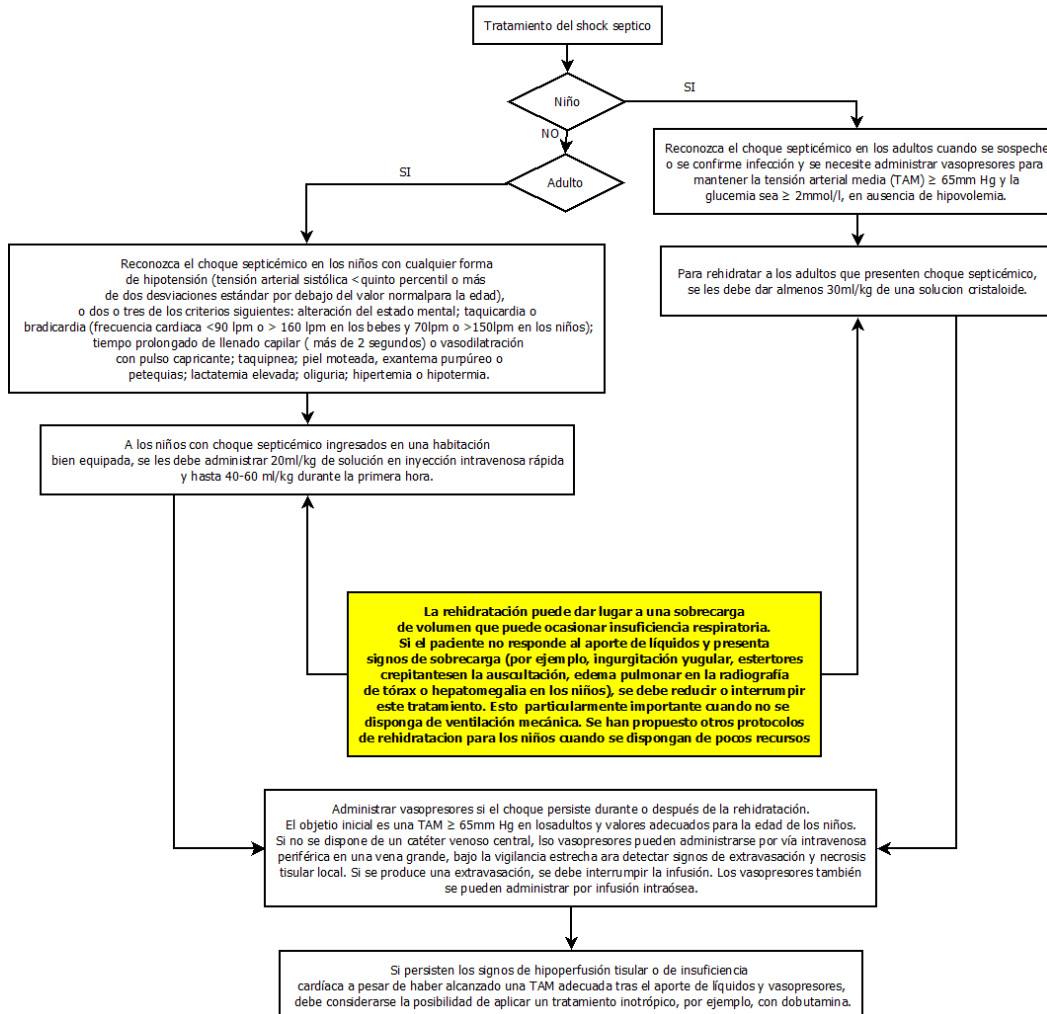 Tratamiento del shock septico
Niño
SI
NO
Adulto
SI
Reconozca el choque septicémico en los adultos cuando se sospeche
o se confirme infección y se necesite administrar vasopresores para
mantener la tensión arterial media (TAM) ≥ 65mm Hg y la
glucemia sea ≥ 2mmol/l, en ausencia de hipovolemia.
Para rehidratar a los adultos que presenten choque septicémico,
se les debe dar almenos 30ml/kg de una solucion cristaloide.
Reconozca el choque septicémico en los niños con cualquier forma
de hipotensión (tensión arterial sistólica <quinto percentil o más
de dos desviaciones estándar por debajo del valor normalpara la edad),
o dos o tres de los criterios siguientes: alteración del estado mental; taquicardia o
bradicardia (frecuencia cardiaca <90 lpm o > 160 lpm en los bebes y 70lpm o >150lpm en los niños);
tiempo prolongado de llenado capilar ( más de 2 segundos) o vasodilatración
con pulso capricante; taquipnea; piel moteada, exantema purpúreo o
petequias; lactatemia elevada; oliguria; hipertemia o hipotermia.
A los niños con choque septicémico ingresados en una habitación
bien equipada, se les debe administrar 20ml/kg de solución en inyección intravenosa rápida
y hasta 40-60 ml/kg durante la primera hora.
La rehidratación puede dar lugar a una sobrecarga
de volumen que puede ocasionar insuficiencia respiratoria.
Si el paciente no responde al aporte de líquidos y presenta
signos de sobrecarga (por ejemplo, ingurgitación yugular, estertores
crepitantesen la auscultación, edema pulmonar en la radiografía
de tórax o hepatomegalia en los niños), se debe reducir o interrumpir
este tratamiento. Esto particularmente importante cuando no se
disponga de ventilación mecánica. Se han propuesto otros protocolos
de rehidratacion para los niños cuando se dispongan de pocos recursos
Administrar vasopresores si el choque persiste durante o después de la rehidratación.
El objetio inicial es una TAM ≥ 65mm Hg en losadultos y valores adecuados para la edad de los niños.
Si no se dispone de un catéter venoso central, lso vasopresores pueden administrarse por vía intravenosa
periférica en una vena grande, bajo la vigilancia estrecha ara detectar signos de extravasación y necrosis
tisular local. Si se produce una extravasación, se debe interrumpir la infusión. Los vasopresores también
se pueden administrar por infusión intraósea.
Si persisten los signos de hipoperfusión tisular o de insuficiencia
cardíaca a pesar de haber alcanzado una TAM adecuada tras el aporte de líquidos y vasopresores,
debe considerarse la posibilidad de aplicar un tratamiento inotrópico, por ejemplo, con dobutamina.